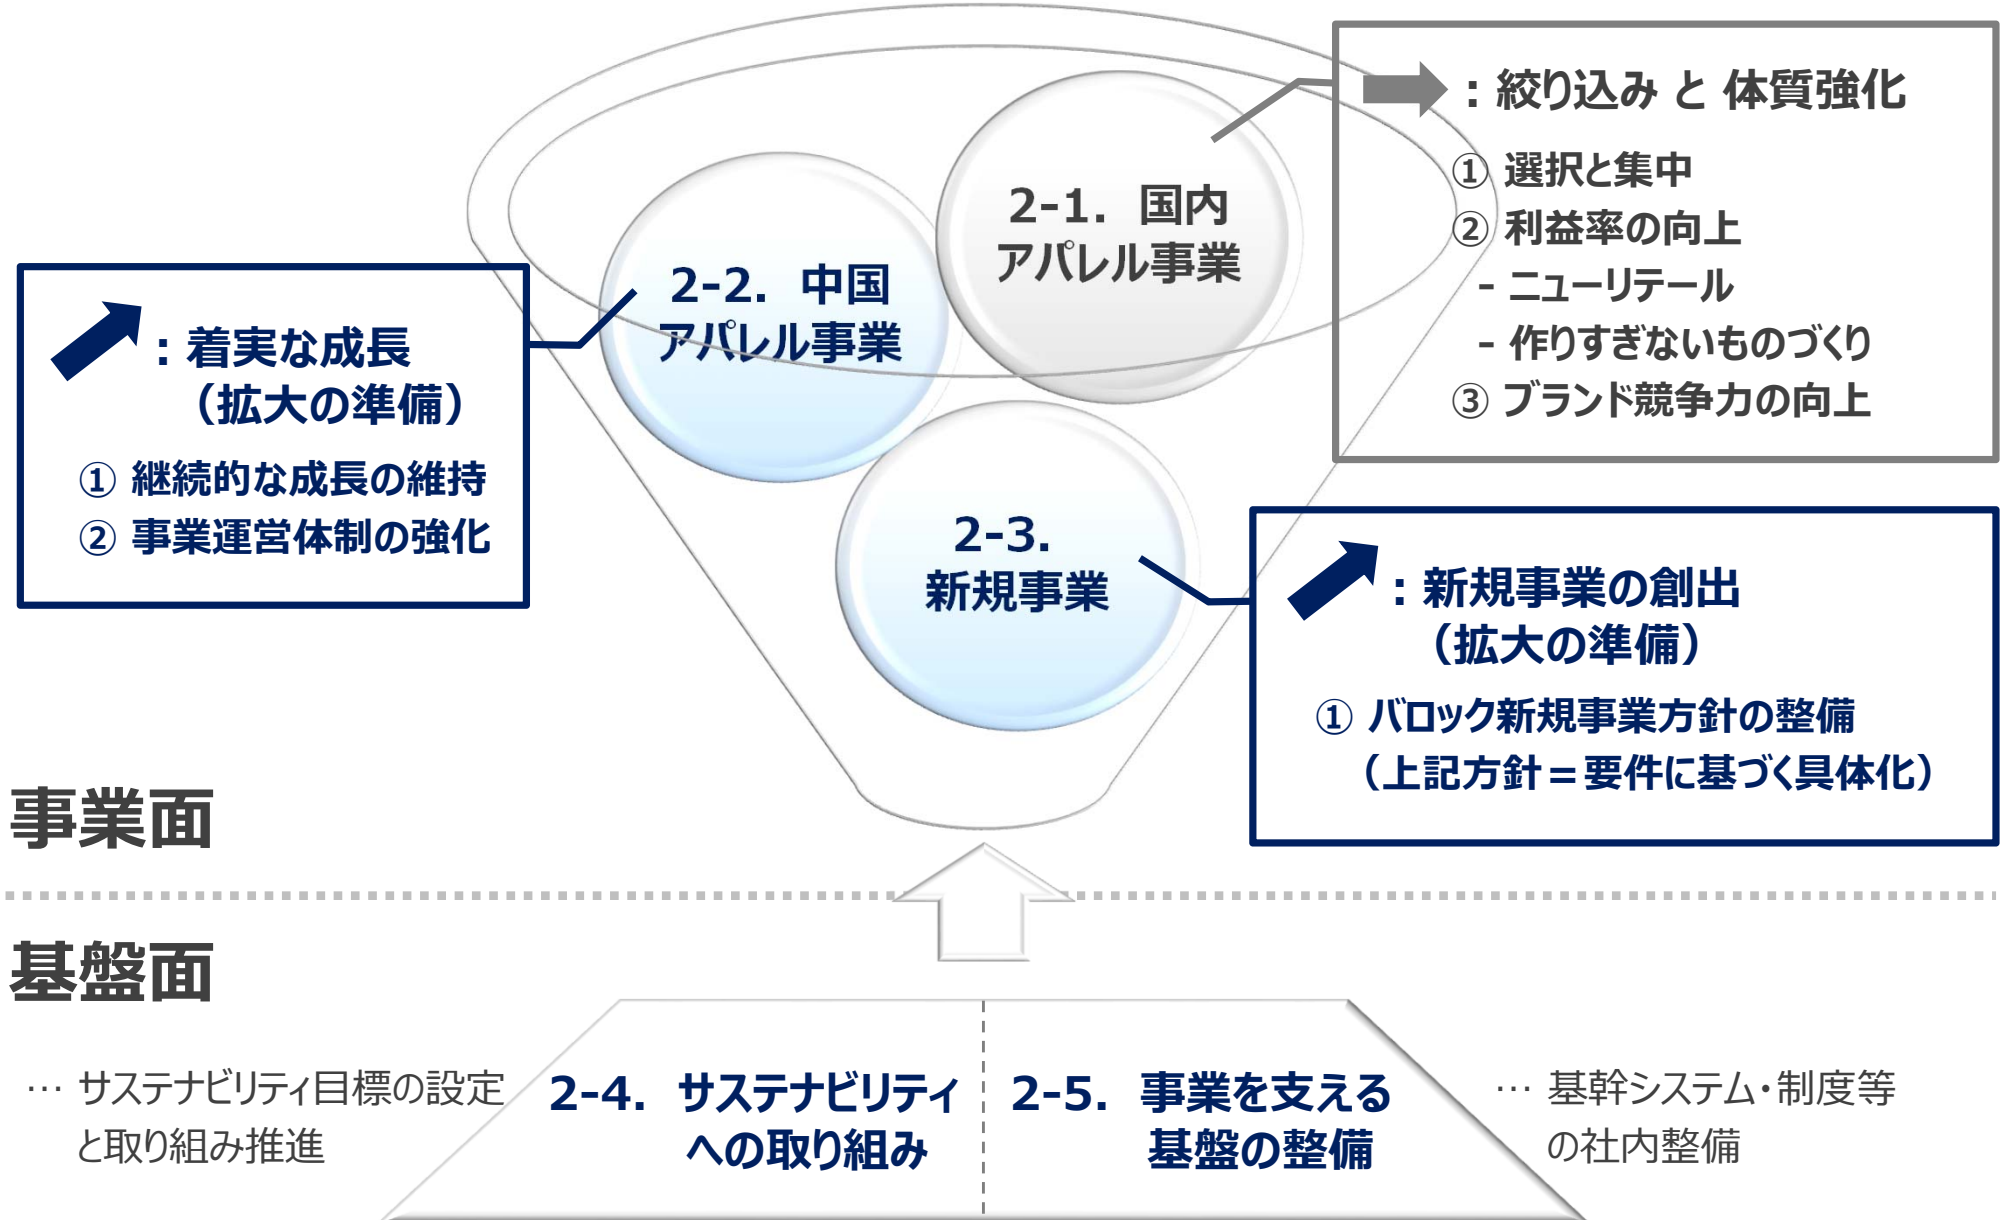 : 絞り込み と 体質強化
① 選択と集中
② 利益率の向上
- ニューリテール
- 作りすぎないものづくり
③ ブランド競争力の向上
2-1. 国内
アパレル事業
2-2. 中国
アパレル事業
: 着実な成長
（拡大の準備）
① 継続的な成長の維持
② 事業運営体制の強化
2-3.
新規事業
: 新規事業の創出
（拡大の準備）
① バロック新規事業方針の整備
（上記方針＝要件に基づく具体化）
事業面
基盤面
… サステナビリティ目標の設定
と取り組み推進
2-4. サステナビリティ
への取り組み
2-5. 事業を支える
基盤の整備
… 基幹システム・制度等
の社内整備